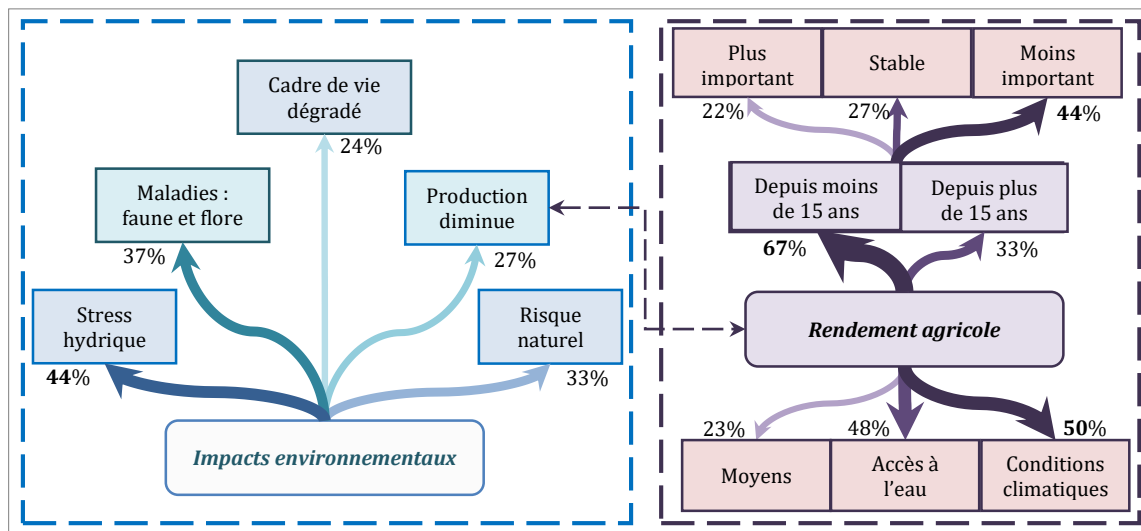 Cadre de vie
dégradé
24%
Maladies :
faune et flore
37%
Production
diminue
27%
Stress
hydrique
44%
Risque
naturel
33%
Impacts environnementaux
Plus
important
22%
Stable
27%
Moins
important
44%
Depuis moins
de 15 ans
67%
Depuis plus
de 15 ans
33%
Rendement agricole
23%
Moyens
48%
Accès à
l'eau
50%
Conditions
climatiques